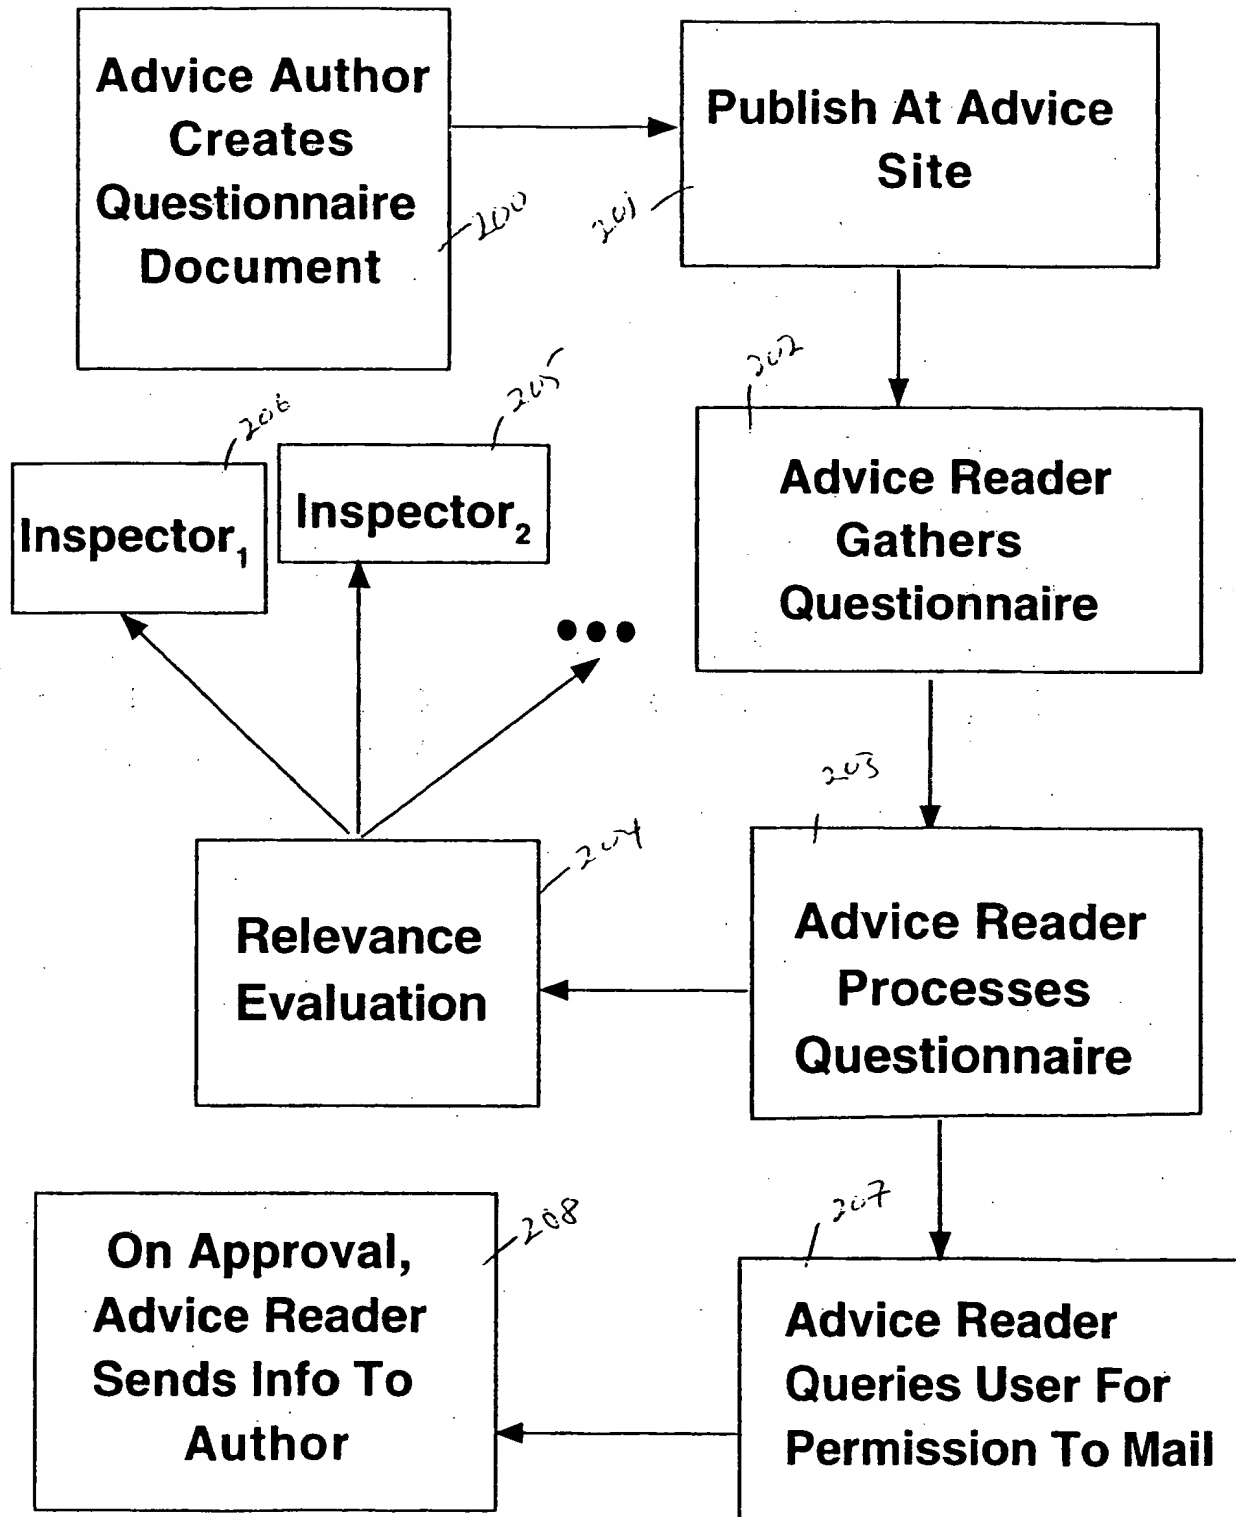 Advice Author
Creates
Questionnaire
Document
200
Publish At Advice
Site
201
202
Advice Reader
Gathers
Questionnaire
206
Inspector1
205
Inspector2
•••
203
Advice Reader
Processes
Questionnaire
204
Relevance
Evaluation
207
Advice Reader
Queries User For
Permission To Mail
208
On Approval,
Advice Reader
Sends Info To
Author